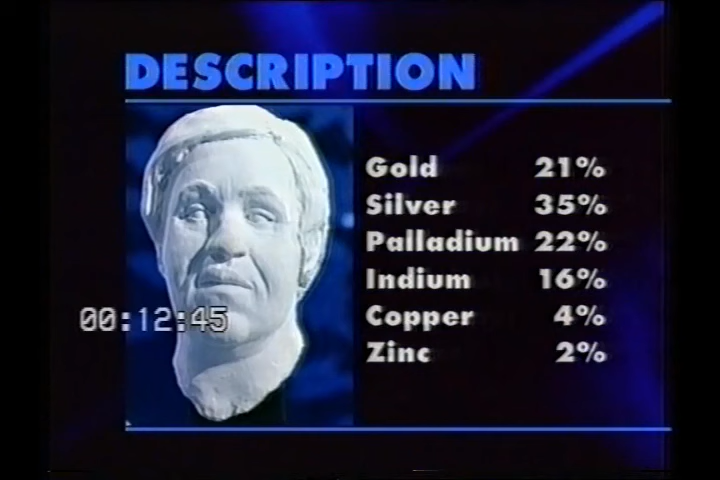 DESCRIPTION
Gold 21%
Silver 35%
Palladium 22%
Indium 16%
Copper 4%
Zinc 2%
00:12:45